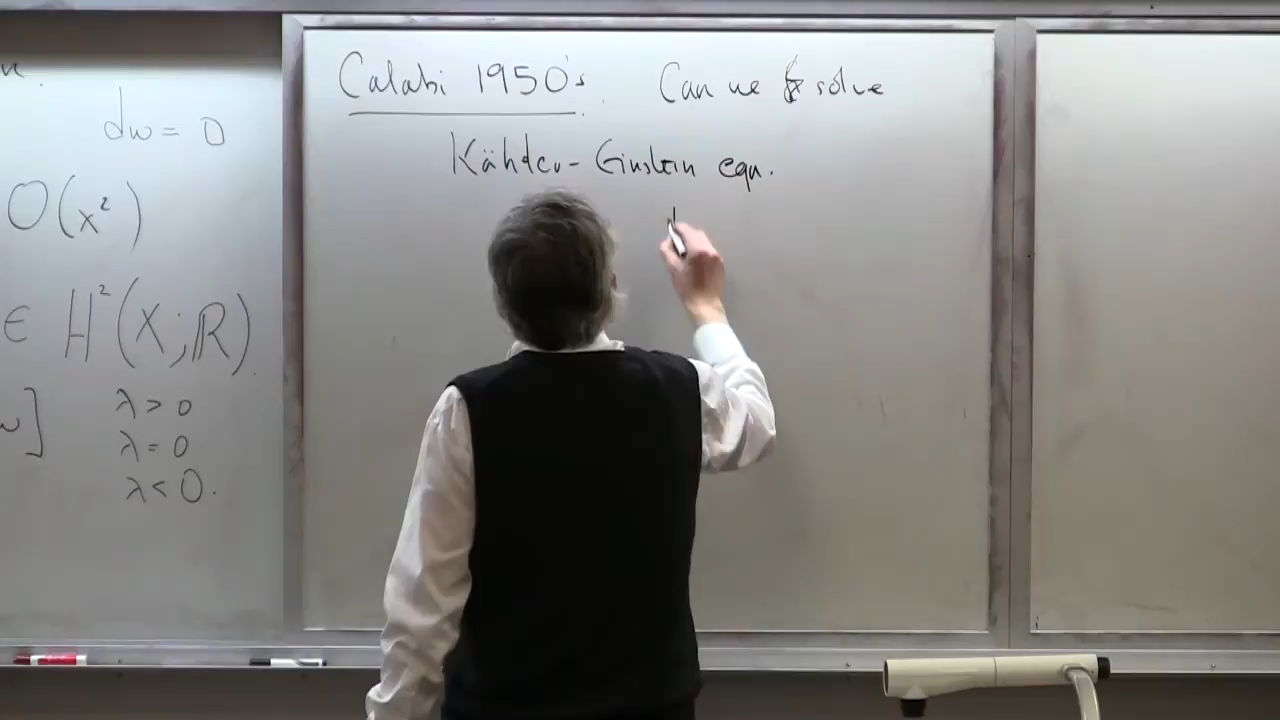 dω = 0
O(x²)
∈ H²(X;ℝ).
ω]
λ > 0
λ = 0
λ < 0.
Calabi 1950's. Can we solve
Kähler-Einstein eqn.